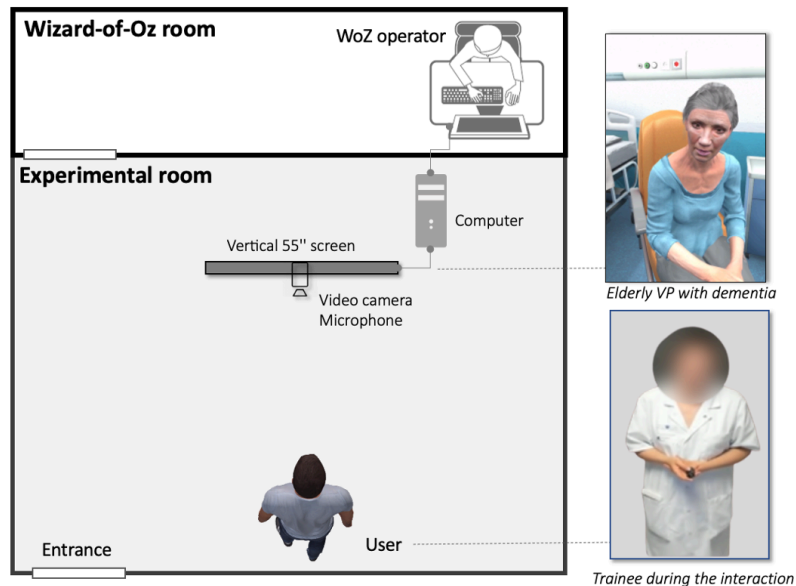 Wizard-of-Oz room
WoZ operator
Experimental room
Computer
Vertical 55" screen
Video camera
Microphone
Elderly VP with dementia
User
Entrance
Trainee during the interaction